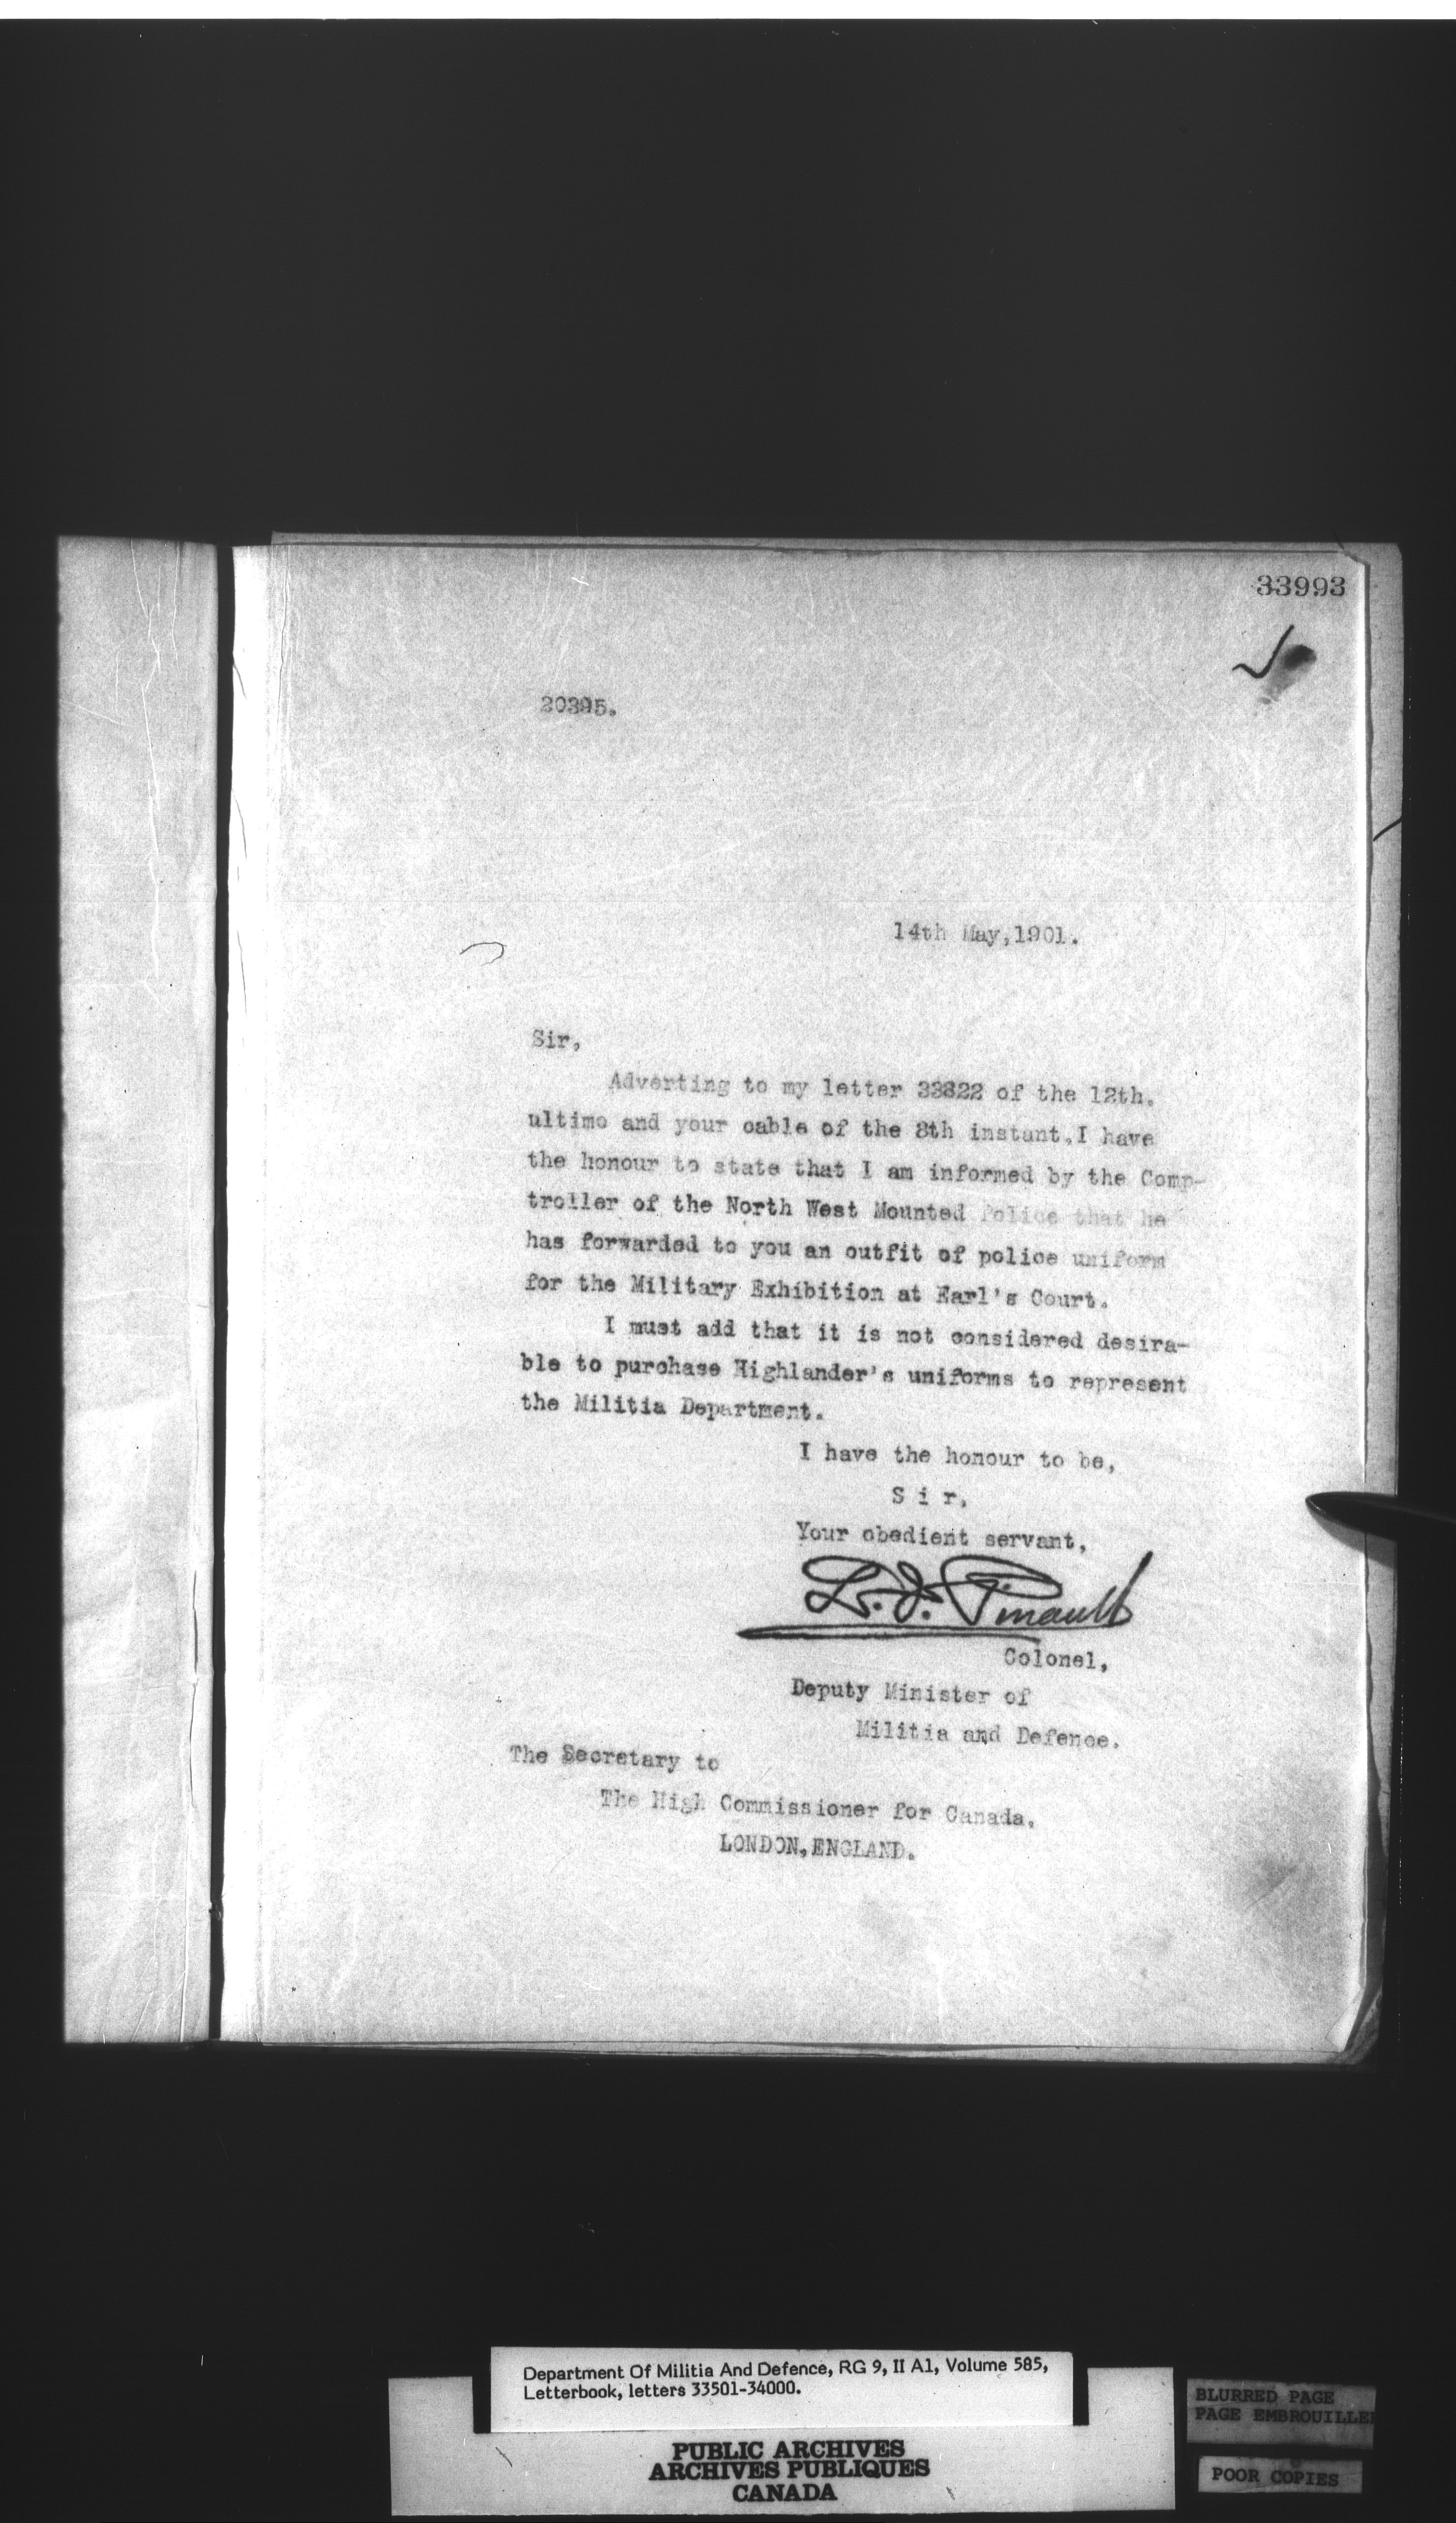 33993
20395.
14th May,1901.
Sir,
Adverting to my letter 33822 of the 12th.
ultimo and your cable of the 8th instant,I have
the honour to state that I am informed by the Comp-
troller of the North West Mounted Police that he
has forwarded to you an outfit of police uniform
for the Military Exhibition at Earl's Court.
I must add that it is not considered desira-
ble to purchase Highlander's uniforms to represent
the Militia Department.
I have the honour to be,
S i r,
Your obedient servant,
L. J. Pinault
Colonel,
Deputy Minister of
Militia and Defence.
The Secretary to
The High Commissioner for Canada,
LONDON,ENGLAND.
Department Of Militia And Defence, RG 9, II A1, Volume 585,
Letterbook, letters 33501-34000.
PUBLIC ARCHIVES
ARCHIVES PUBLIQUES
CANADA
BLURRED PAGE
PAGE EMBROUILLEE
POOR COPIES